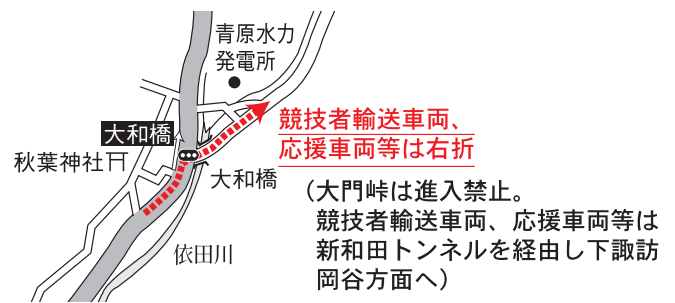 青原水力
発電所
大和橋
秋葉神社
大和橋
依田川
競技者輸送車両、
応援車両等は右折
（大門峠は進入禁止。
競技者輸送車両、応援車両等は
新和田トンネルを経由し下諏訪
岡谷方面へ）